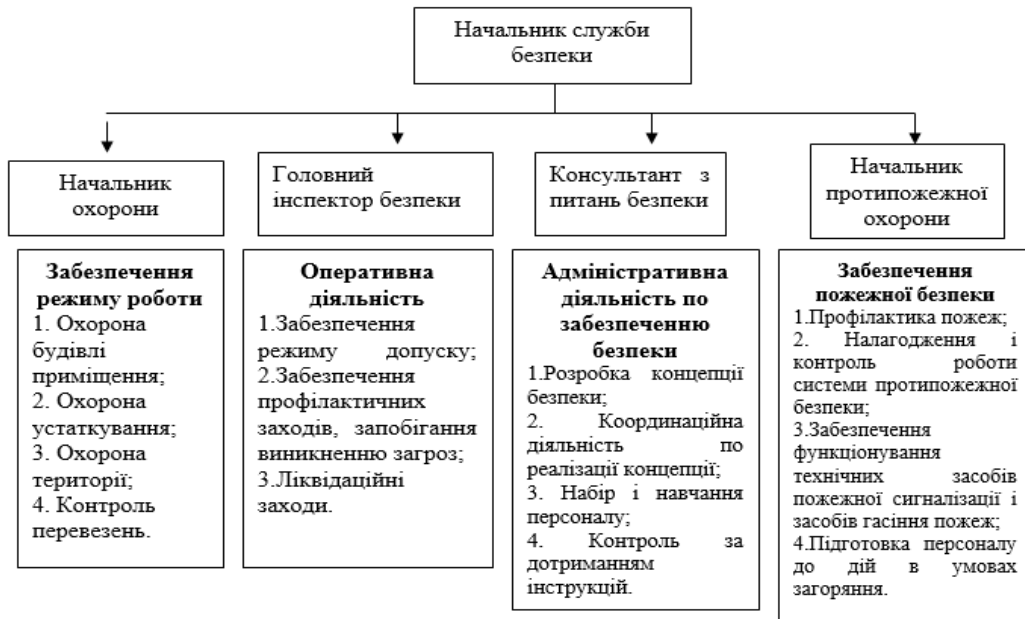 Начальник служби
безпеки
Начальник
охорони
Головний
інспектор безпеки
Консультант з
питань безпеки
Начальник
протипожежної
охорони
Забезпечення
режиму роботи
1. Охорона
будівлі
приміщення;
2. Охорона
устаткування;
3. Охорона
території;
4. Контроль
перевезень.
Оперативна
діяльність
1.Забезпечення
режиму допуску;
2.Забезпечення
профілактичних
заходів, запобігання
виникненню загроз;
3.Ліквідаційні
заходи.
Адміністративна
діяльність по
забезпеченню
безпеки
1.Розробка концепції
безпеки;
2. Координаційна
діяльність по
реалізації концепції;
3. Набір і навчання
персоналу;
4. Контроль за
дотриманням
інструкцій.
Забезпечення
пожежної безпеки
1.Профілактика пожеж;
2. Налагодження і
контроль роботи
системи протипожежної
безпеки;
3.Забезпечення
функціонування
технічних засобів
пожежної сигналізації і
засобів гасіння пожеж;
4.Підготовка персоналу
до дій в умовах
загоряння.